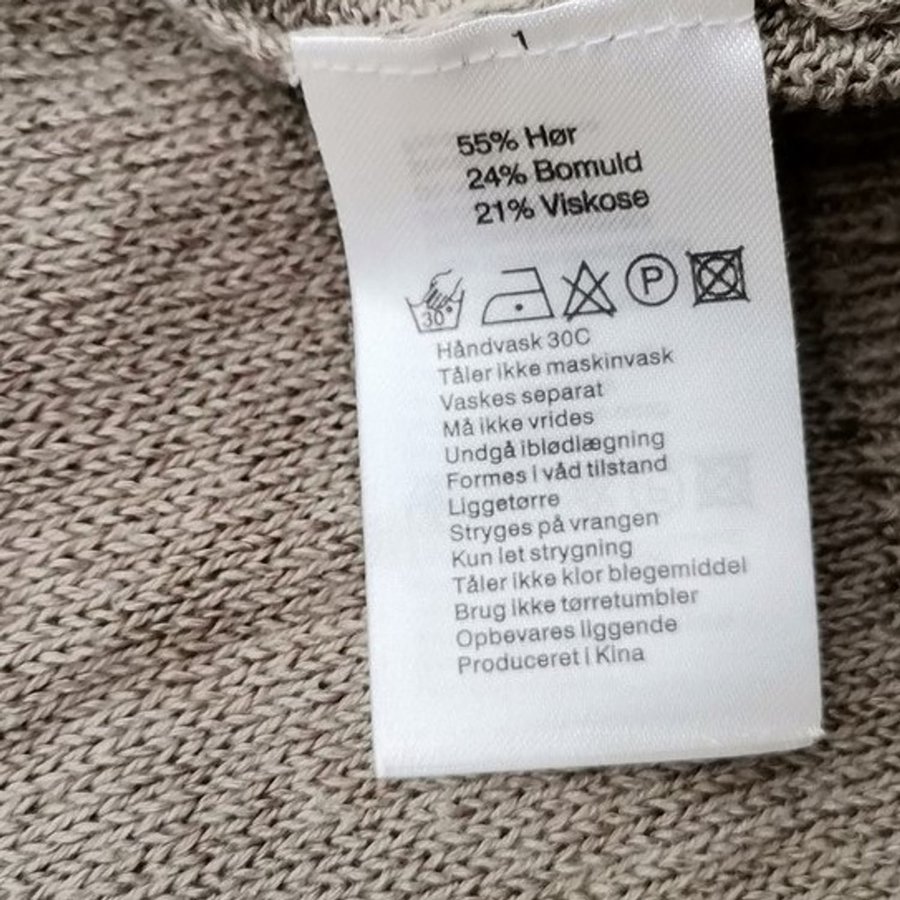 1
55% Hør
24% Bomuld
21% Viskose
30° P
Håndvask 30C
Tåler ikke maskinvask
Vaskes separat
Må ikke vrides
Undgå iblødlægning
Formes i våd tilstand
Liggetørre
Stryges på vrangen
Kun let strygning
Tåler ikke klor blegemiddel
Brug ikke tørretumbler
Opbevares liggende
Produceret i Kina